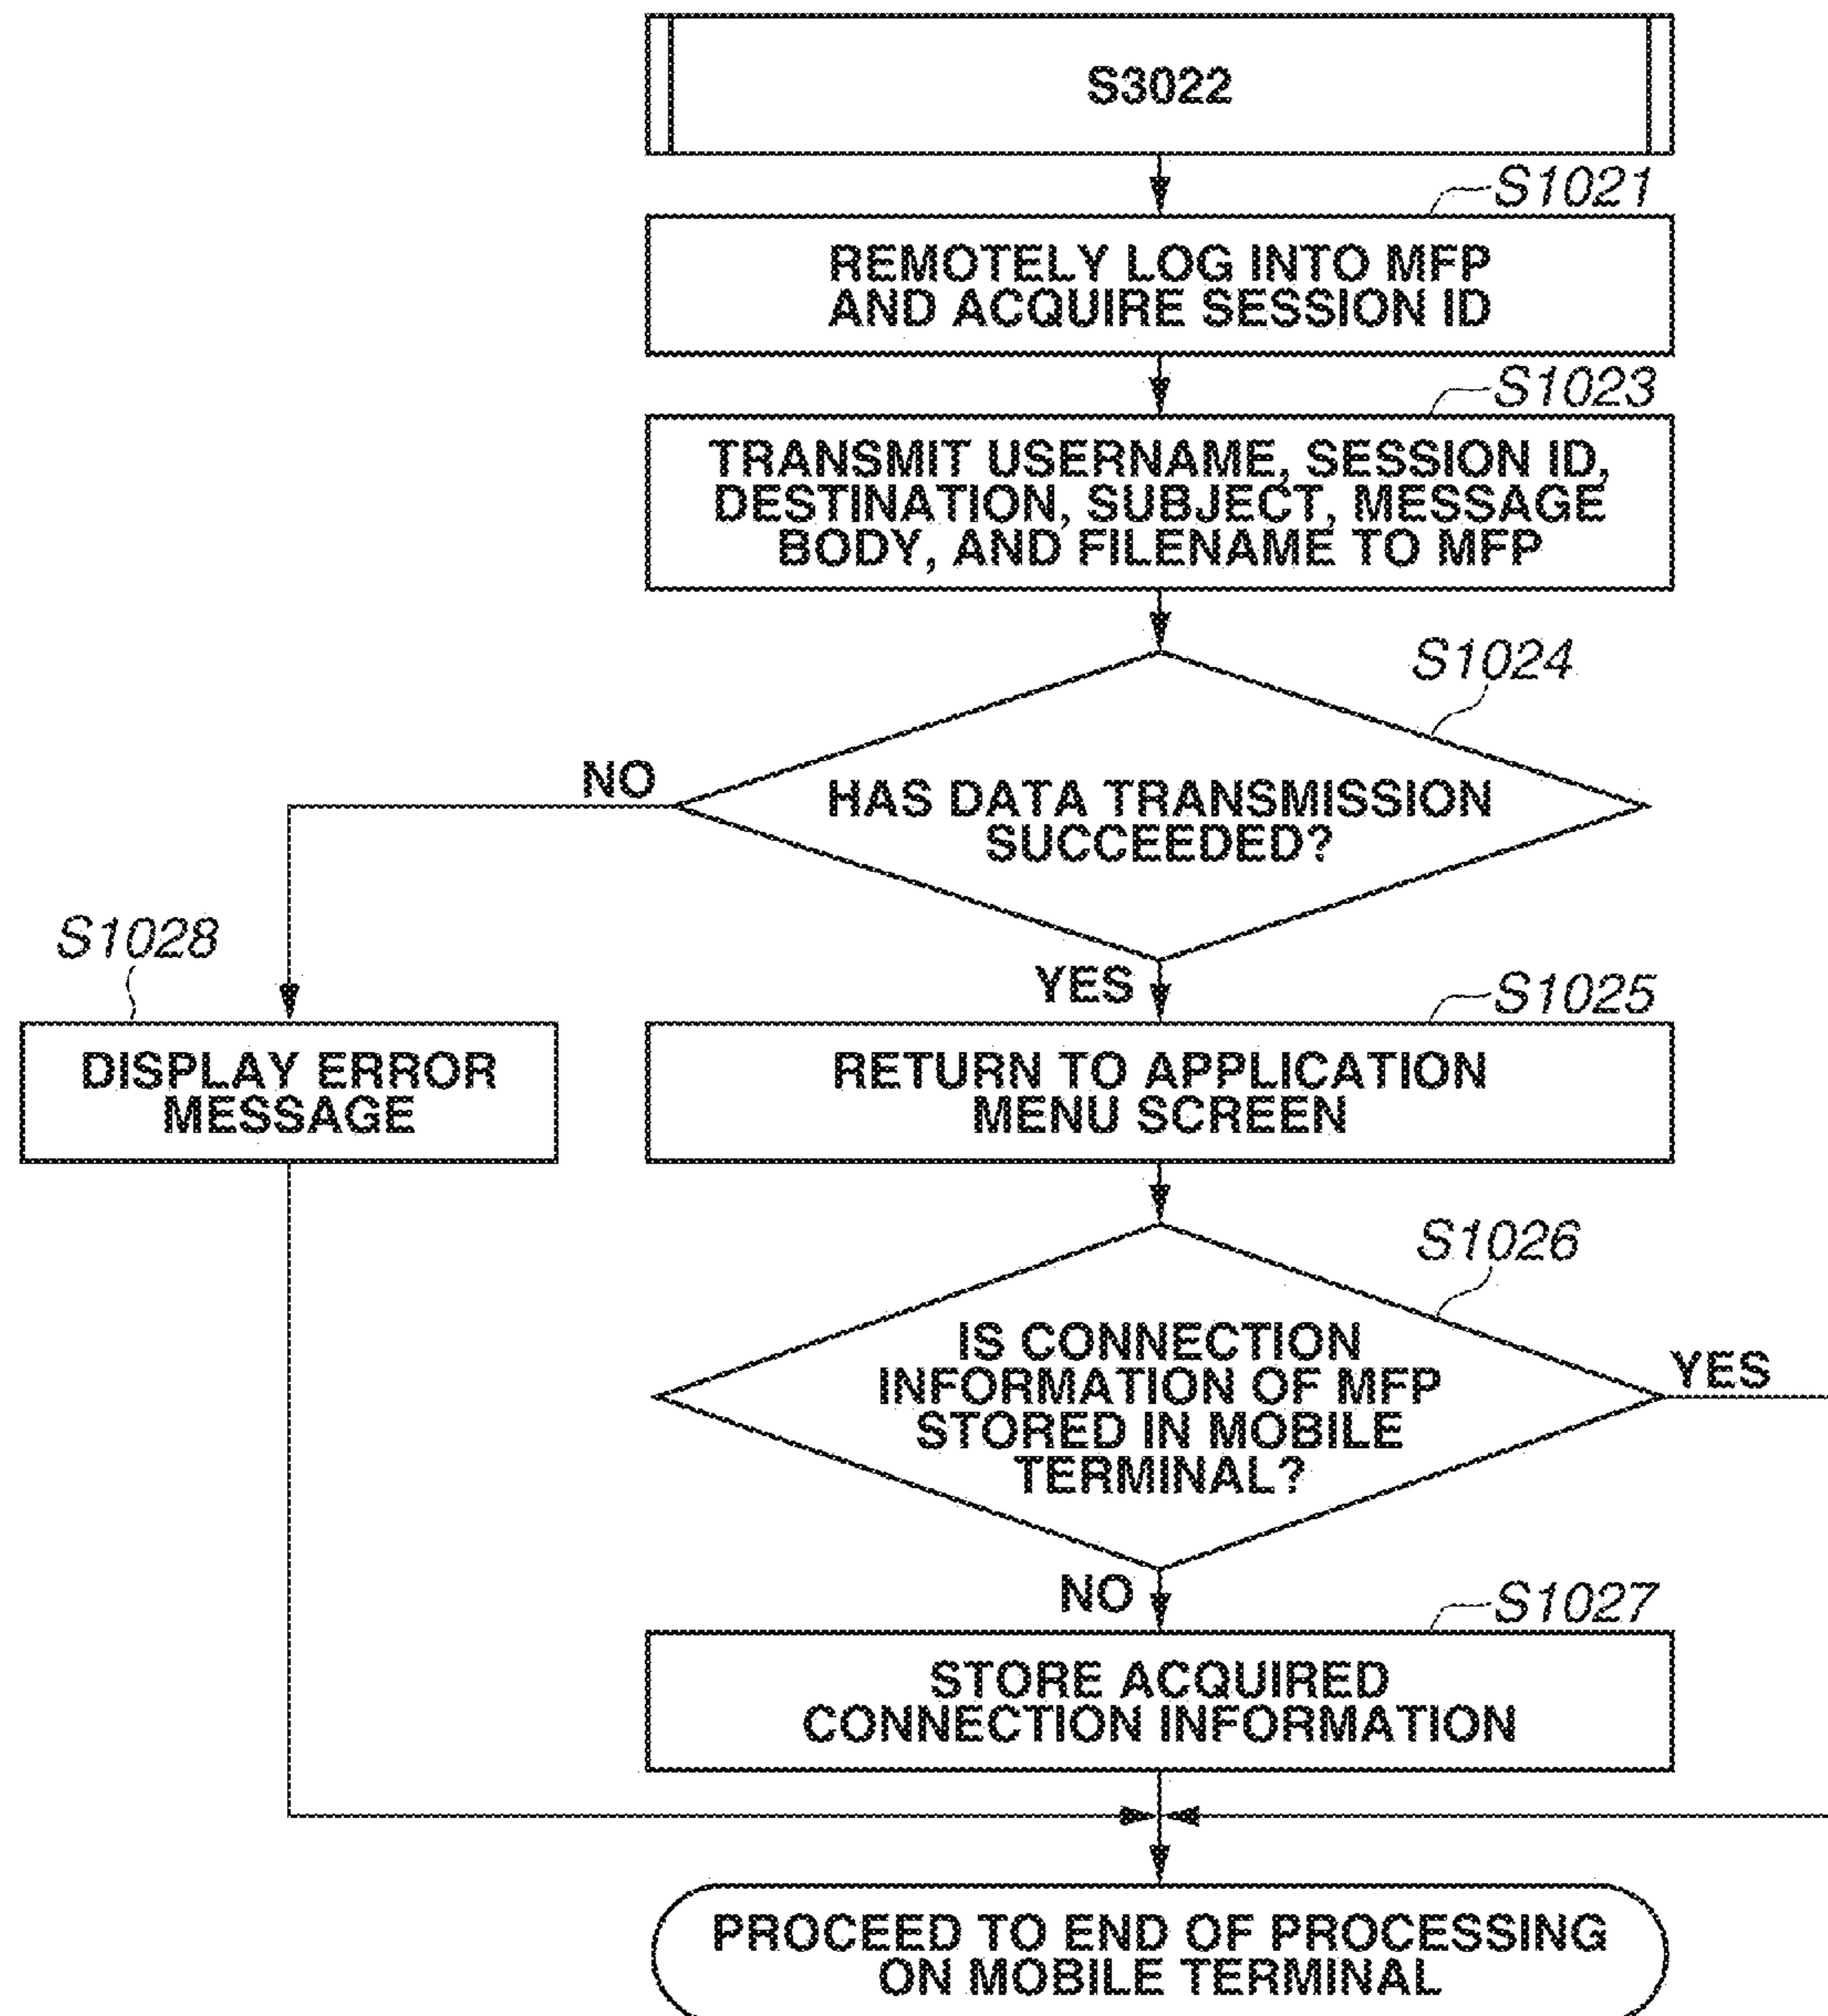 S3022
S1021
REMOTELY LOG INTO MFP
AND ACQUIRE SESSION ID
S1023
TRANSMIT USERNAME, SESSION ID,
DESTINATION, SUBJECT, MESSAGE
BODY, AND FILENAME TO MFP
S1024
NO
HAS DATA TRANSMISSION
SUCCEEDED?
S1028
YES
S1025
DISPLAY ERROR
MESSAGE
RETURN TO APPLICATION
MENU SCREEN
S1026
IS CONNECTION
INFORMATION OF MFP
STORED IN MOBILE
TERMINAL?
YES
NO
S1027
STORE ACQUIRED
CONNECTION INFORMATION
PROCEED TO END OF PROCESSING
ON MOBILE TERMINAL